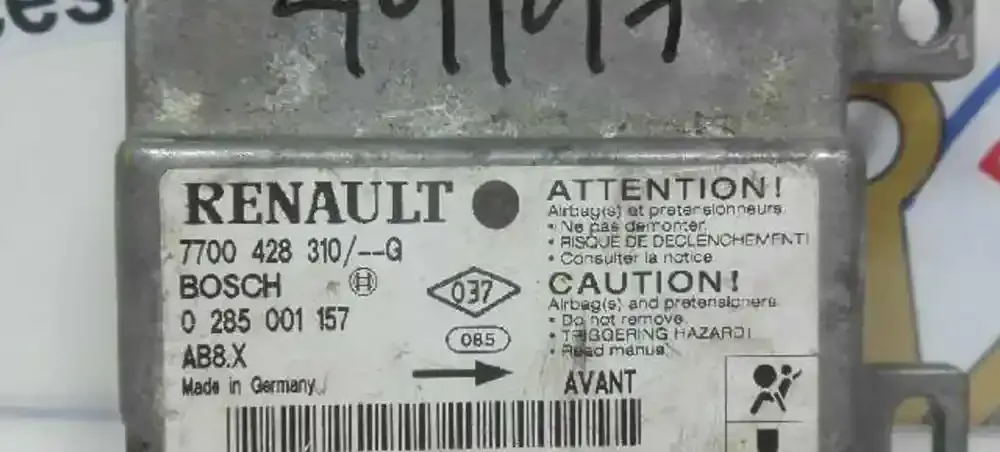 RENAULT
7700 428 310/--G
BOSCH
0 285 001 157
AB8.X
Made in Germany
037
085
ATTENTION!
Airbag(s) et pretensionneurs
• Ne pas demonter.
• RISQUE DE DECLENCHEMENT!
• Consulter la notice
CAUTION!
Airbag(s) and pretensioners
• Do not remove.
• TRIGGERING HAZARD!
• Read manual
AVANT